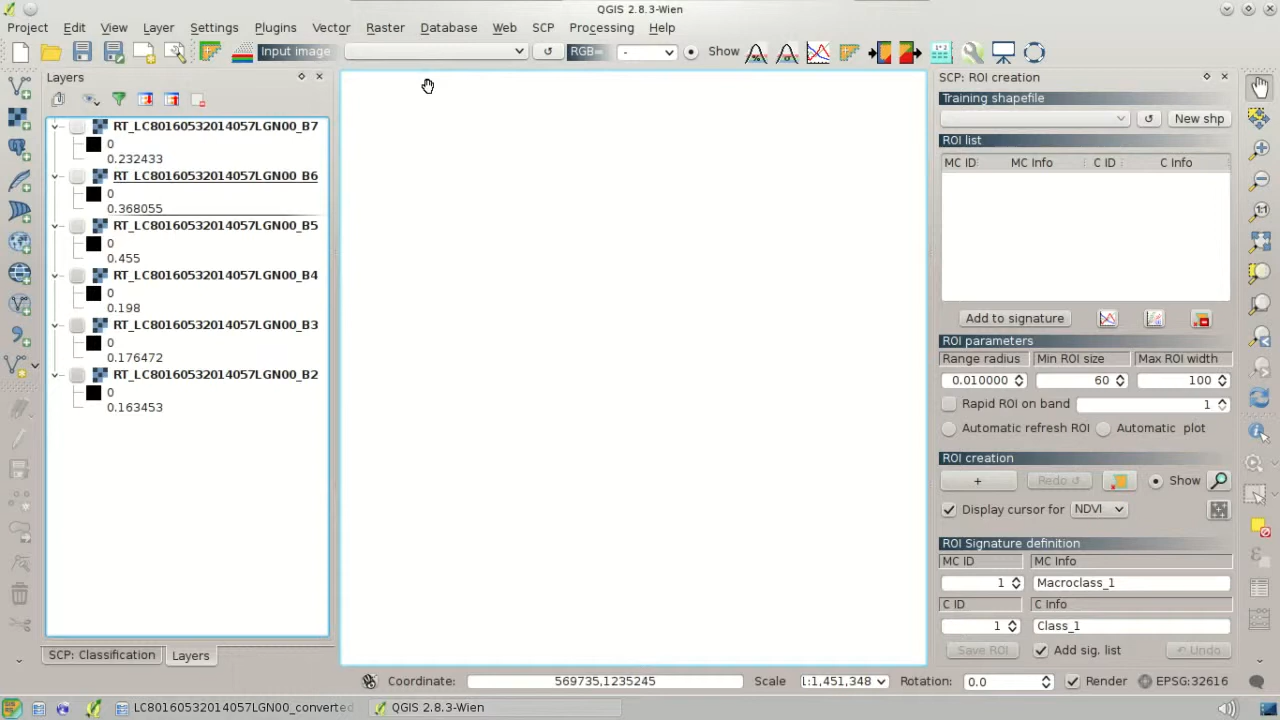 QGIS 2.8.3-Wien
Project Edit View Layer Settings Plugins Vector Raster Database Web SCP Processing Help
Input image RGB= - Show
Layers
RT_LC80160532014057LGN00_B7
0
0.232433
RT_LC80160532014057LGN00_B6
0
0.368055
RT_LC80160532014057LGN00_B5
0
0.455
RT_LC80160532014057LGN00_B4
0
0.198
RT_LC80160532014057LGN00_B3
0
0.176472
RT_LC80160532014057LGN00_B2
0
0.163453
SCP: Classification Layers
SCP: ROI creation
Training shapefile
New shp
ROI list
MC ID MC Info C ID C Info
Add to signature
ROI parameters
Range radius Min ROI size Max ROI width
0.010000 60 100
Rapid ROI on band 1
Automatic refresh ROI Automatic plot
ROI creation
+ Redo ↺ Show
Display cursor for NDVI
ROI Signature definition
MC ID MC Info
1 Macroclass_1
C ID C Info
1 Class_1
Save ROI Add sig. list Undo
Coordinate: 569735,1235245 Scale 1:1,451,348 Rotation: 0.0 Render EPSG:32616
LC80160532014057LGN00_converted QGIS 2.8.3-Wien